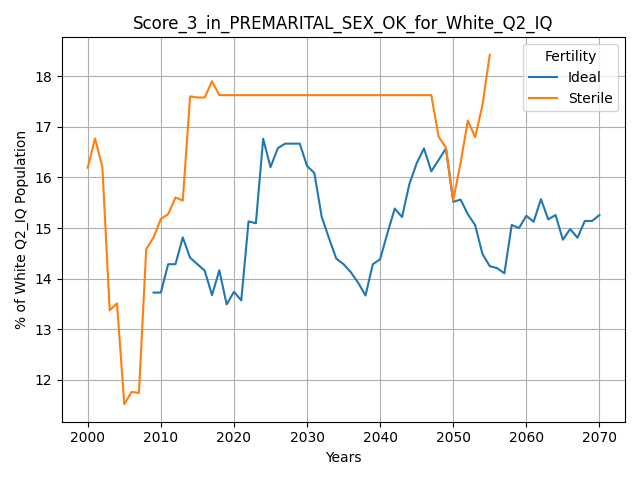 Score_3_in_PREMARITAL_SEX_OK_for_White_Q2_IQ
% of White Q2_IQ Population
18
17
16
15
14
13
12
Fertility
Ideal
Sterile
2000 2010 2020 2030 2040 2050 2060 2070
Years